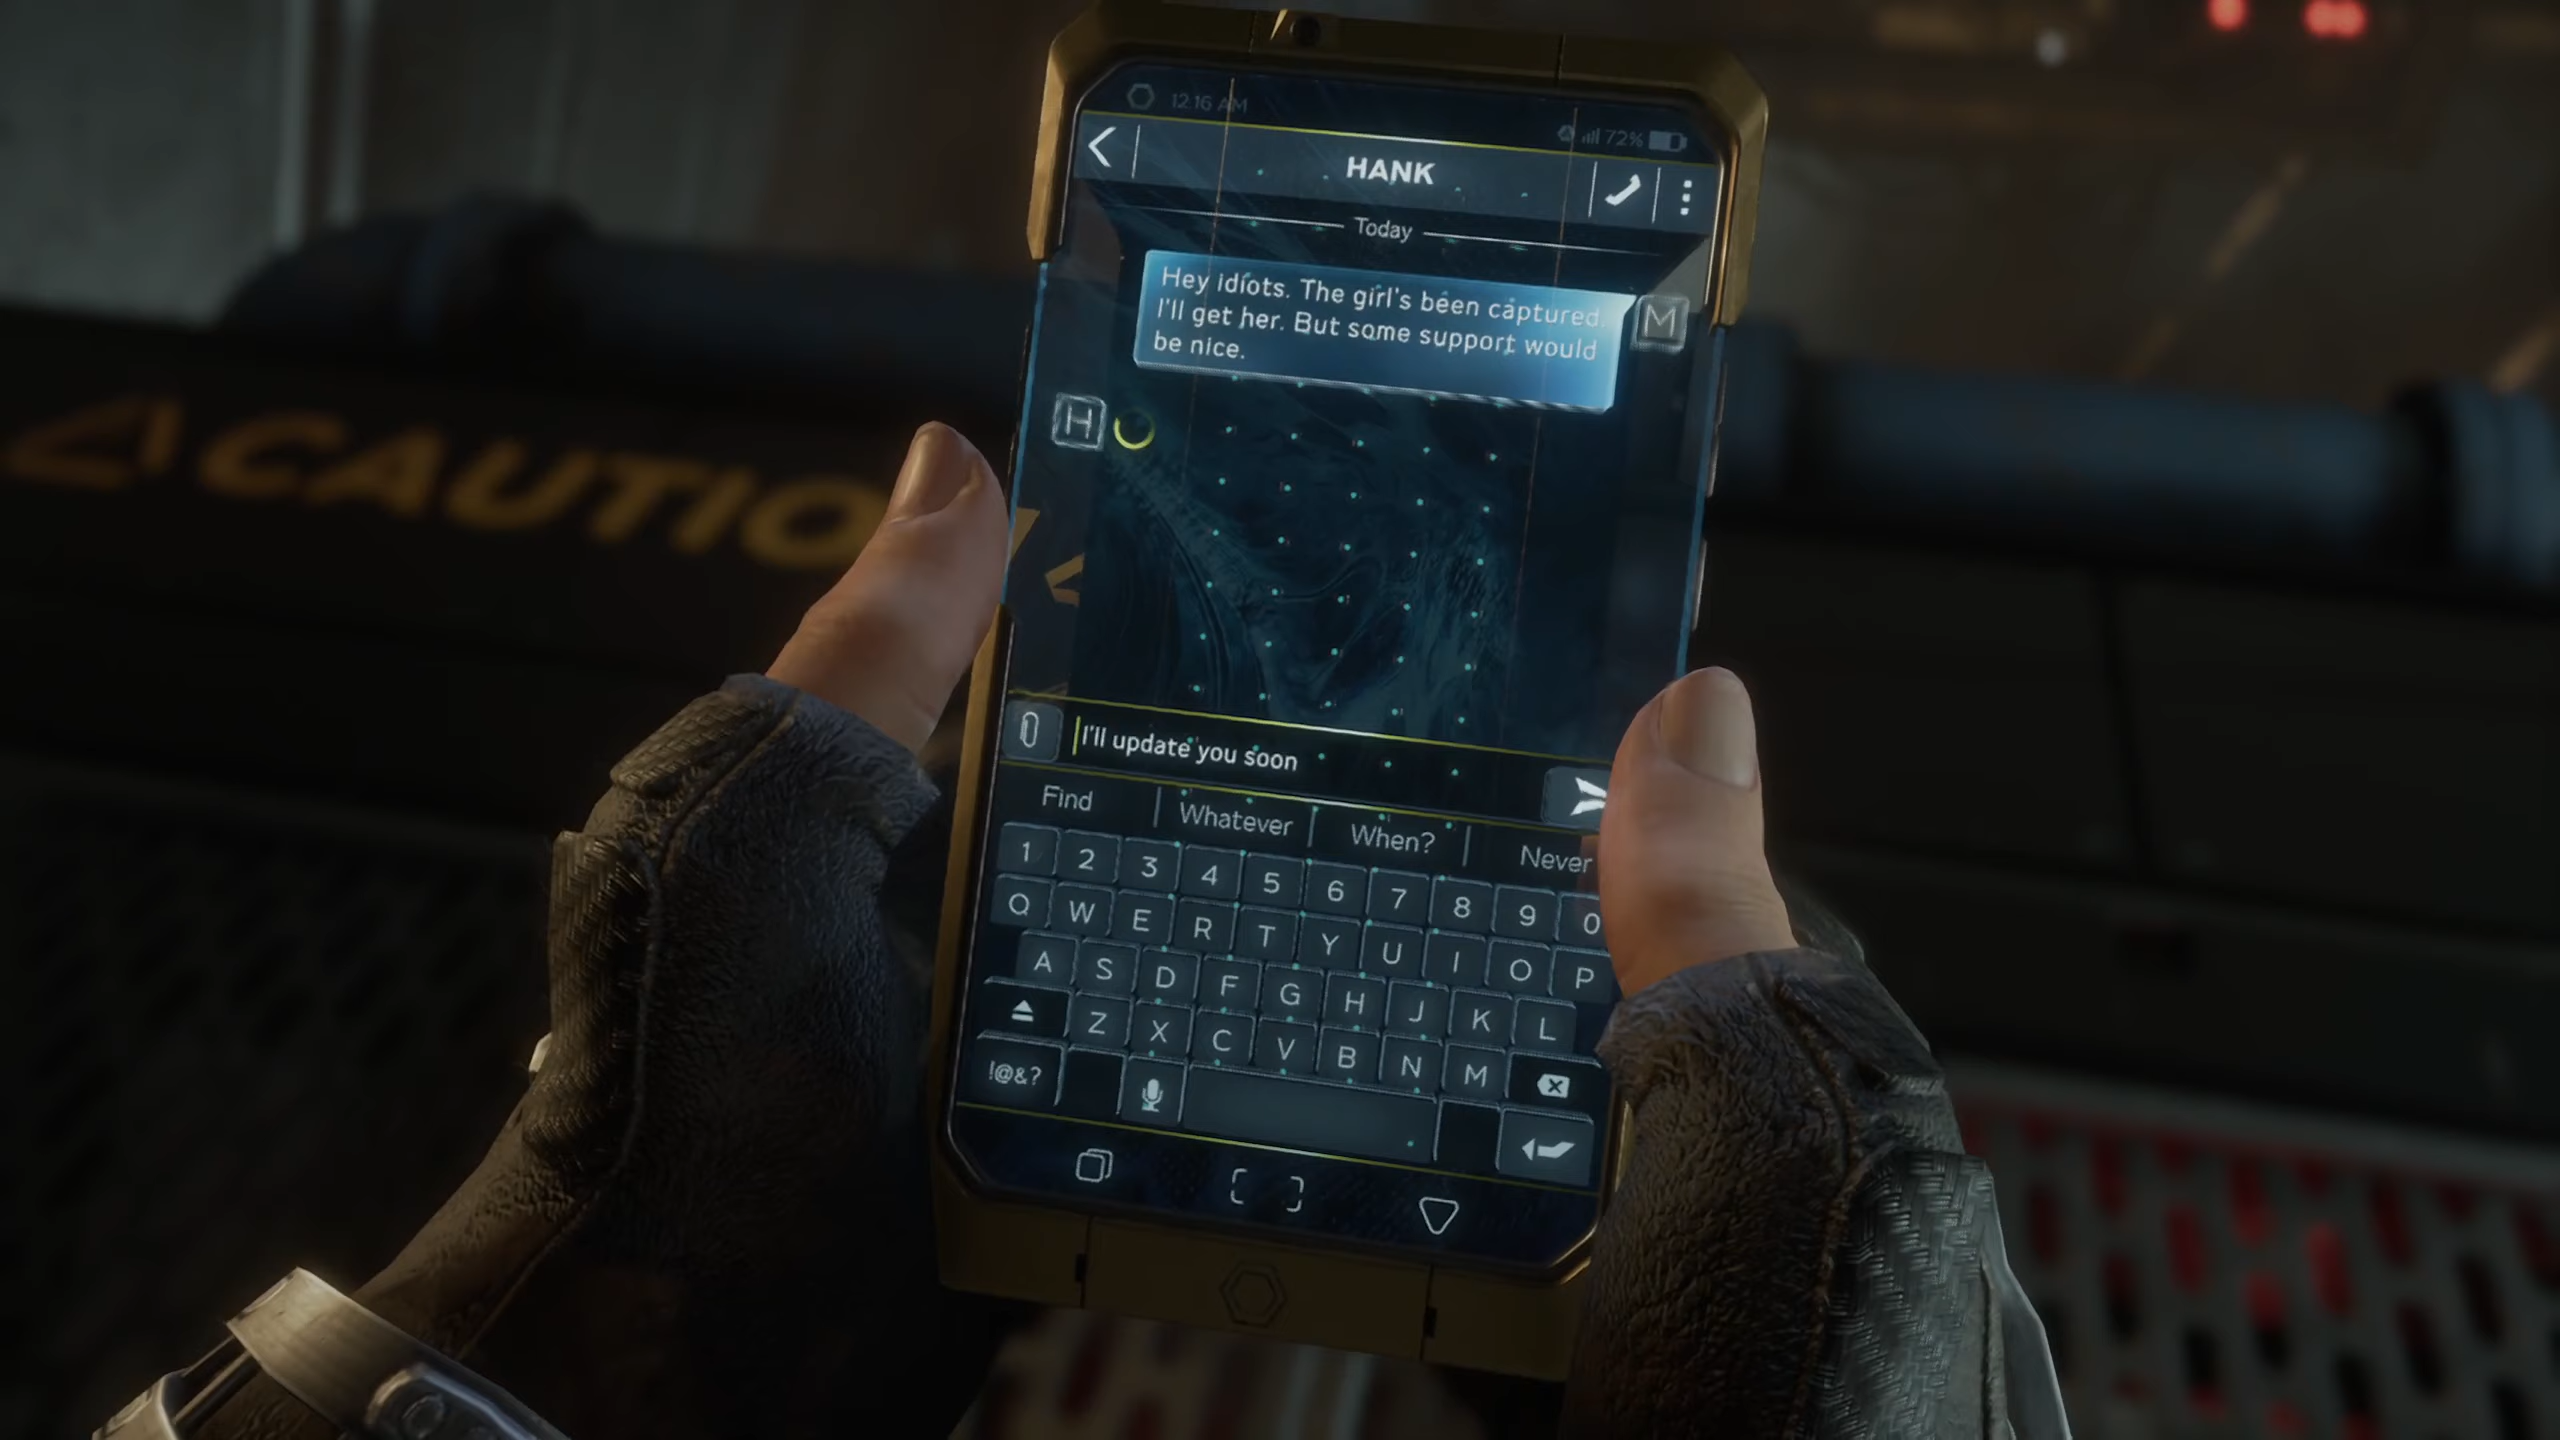 12:16 AM
72%
HANK
Today
Hey idiots. The girl's been captured.
I'll get her. But some support would
be nice.
M
H
CAUTIO
I'll update you soon
Find Whatever When? Never
1 2 3 4 5 6 7 8 9 0
Q W E R T Y U I O P
A S D F G H J K L
Z X C V B N M
!@&?